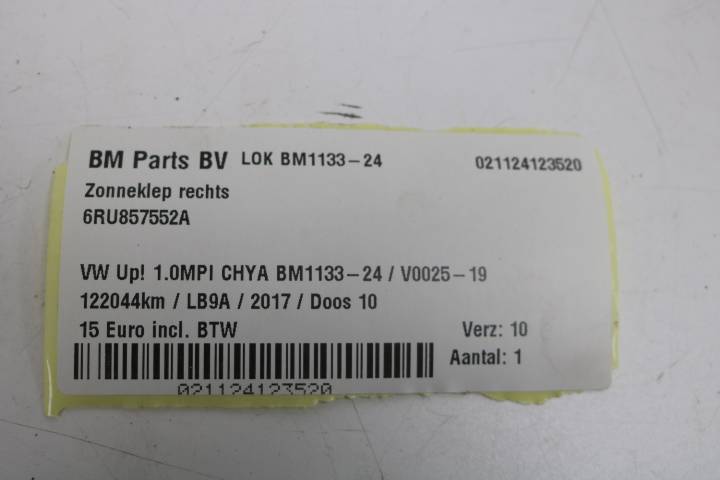 BM Parts BV LOK BM1133-24 021124123520
Zonneklep rechts
6RU857552A
VW Up! 1.0MPI CHYA BM1133-24 / V0025-19
122044km / LB9A / 2017 / Doos 10
15 Euro incl. BTW Verz: 10
Aantal: 1
021124123520